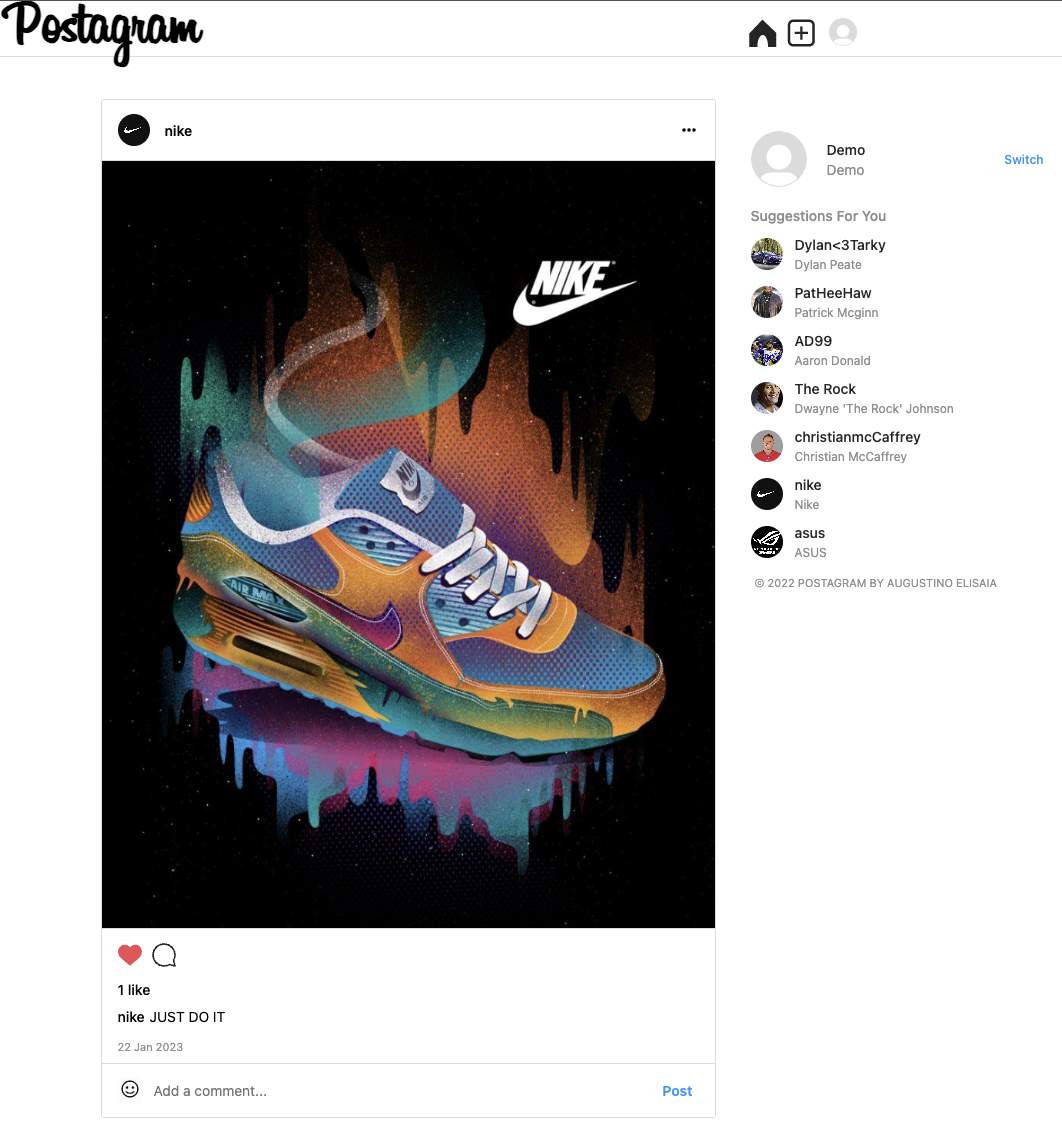 Postagram
nike
NIKE
AIR
AIR MAX
1 like
nike JUST DO IT
22 Jan 2023
Add a comment...
Post
Demo
Demo
Switch
Suggestions For You
Dylan<3Tarky
Dylan Peate
PatHeeHaw
Patrick Mcginn
AD99
Aaron Donald
The Rock
Dwayne 'The Rock' Johnson
christianmcCaffrey
Christian McCaffrey
nike
Nike
asus
ASUS
© 2022 POSTAGRAM BY AUGUSTINO ELISAIA